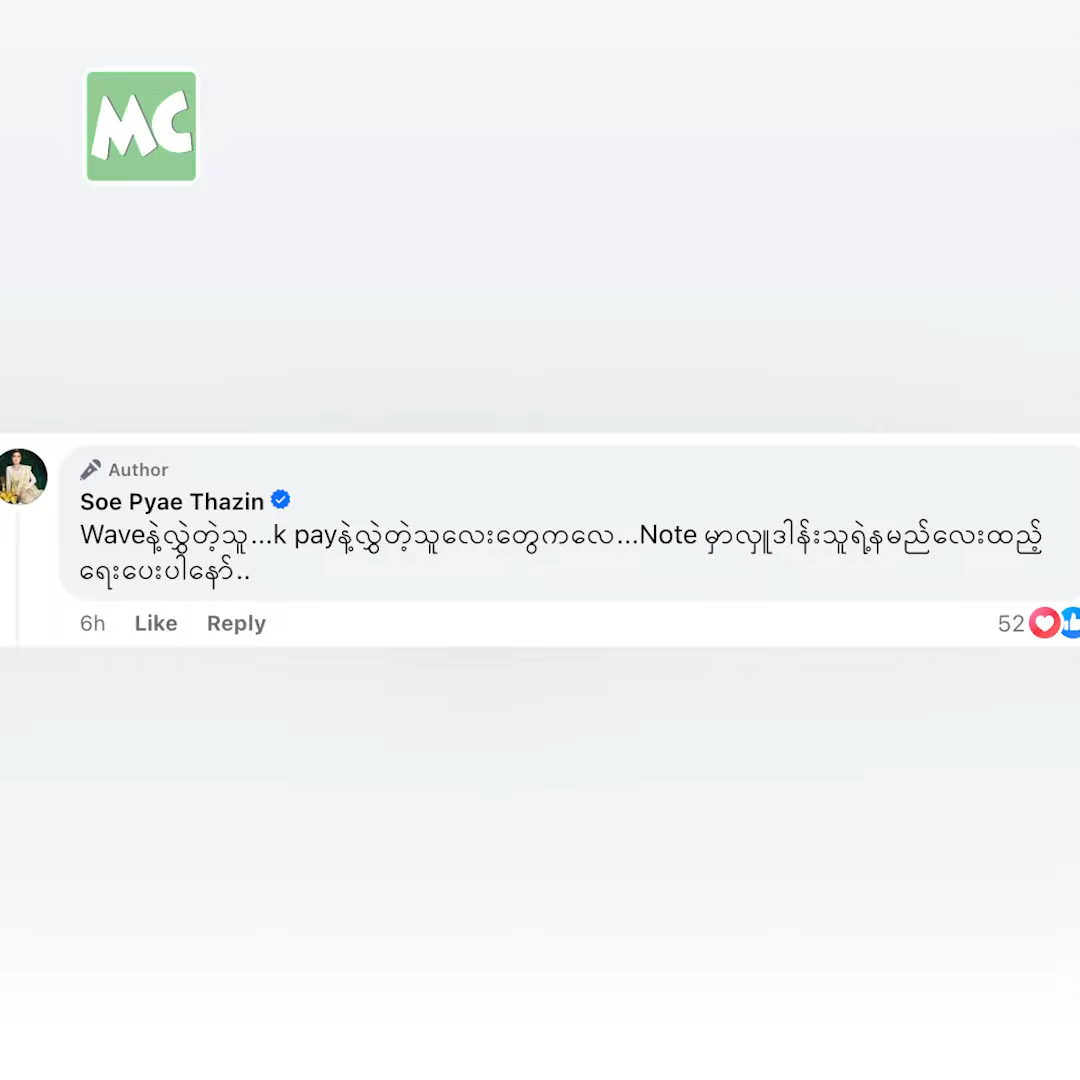 MC
Author
Soe Pyae Thazin
Waveနဲ့လွှဲတဲ့သူ...k payနဲ့လွှဲတဲ့သူလေးတွေကလေ...Note မှာလှူဒါန်းသူရဲ့နမည်လေးထည့်
ရေးပေးပါနော်..
6h Like Reply 52